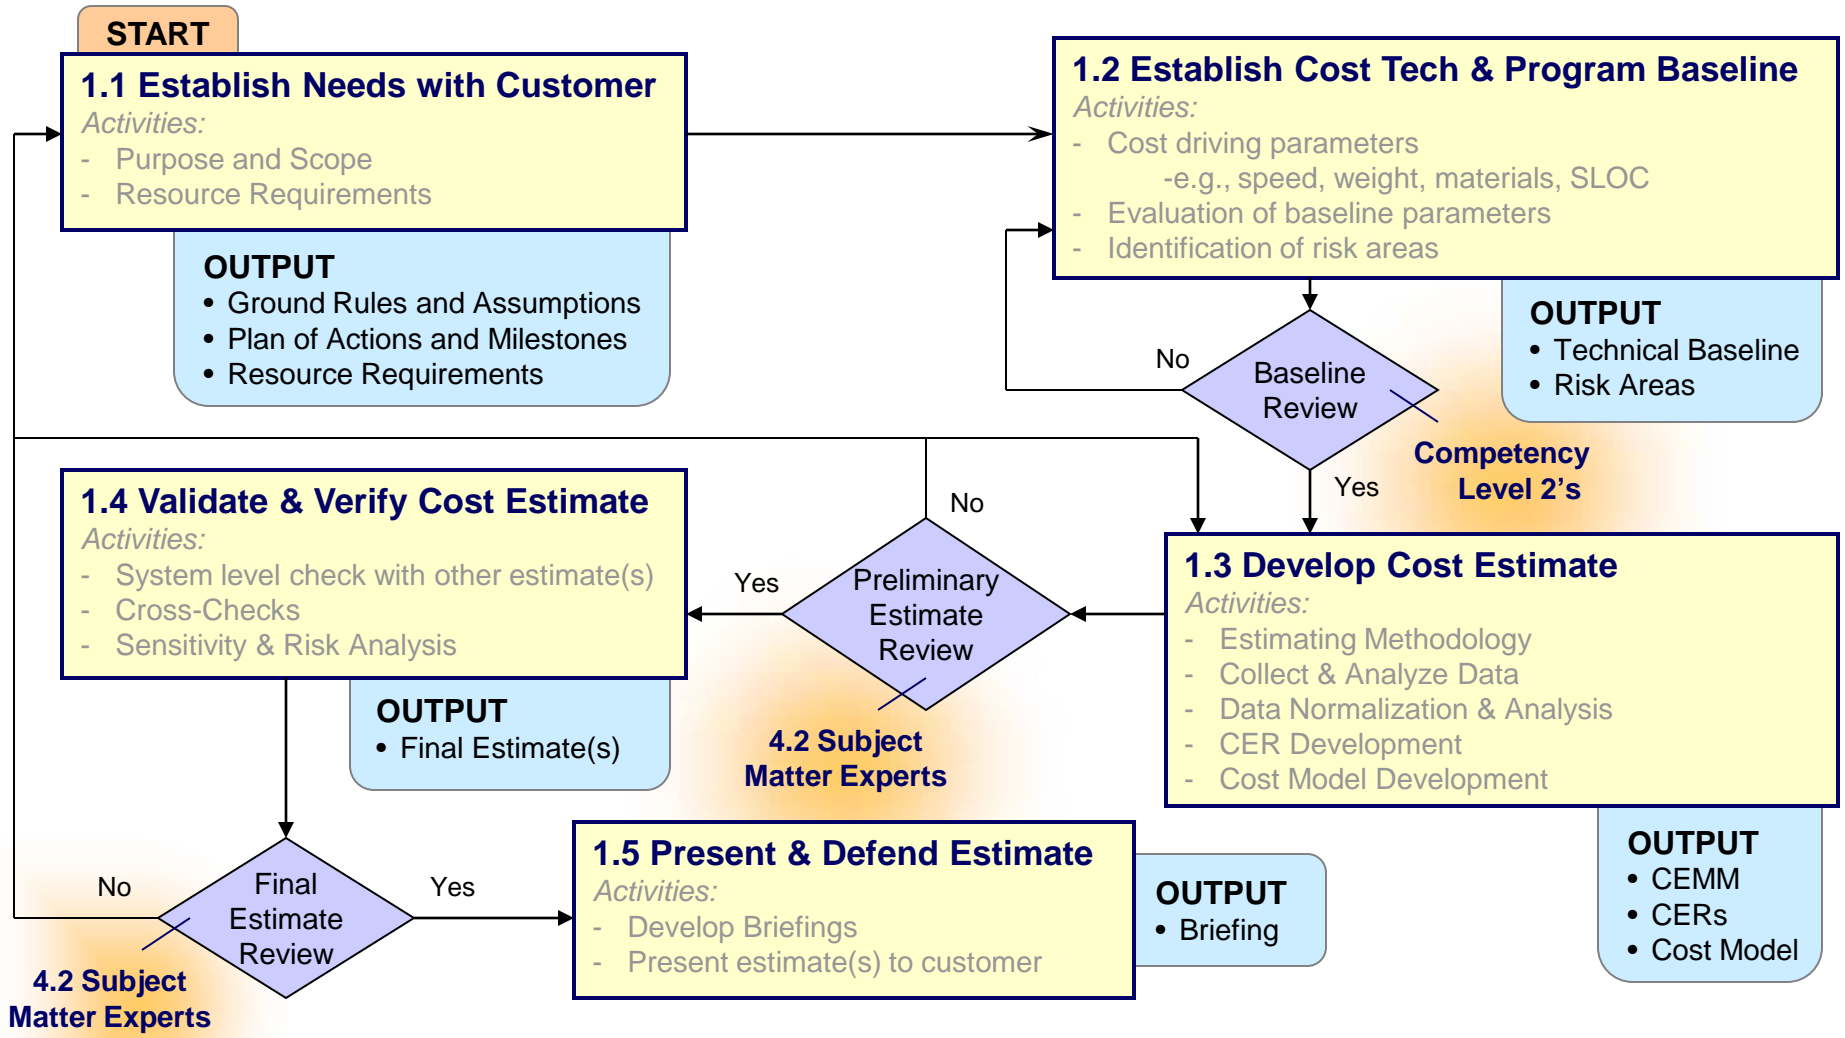 START
1.1 Establish Needs with Customer
Activities:
- Purpose and Scope
- Resource Requirements
OUTPUT
• Ground Rules and Assumptions
• Plan of Actions and Milestones
• Resource Requirements
1.2 Establish Cost Tech & Program Baseline
Activities:
- Cost driving parameters
-e.g., speed, weight, materials, SLOC
- Evaluation of baseline parameters
- Identification of risk areas
OUTPUT
• Technical Baseline
• Risk Areas
No
Baseline
Review
Competency
Level 2's
Yes
1.3 Develop Cost Estimate
Activities:
- Estimating Methodology
- Collect & Analyze Data
- Data Normalization & Analysis
- CER Development
- Cost Model Development
OUTPUT
• CEMM
• CERs
• Cost Model
No
Preliminary
Estimate
Review
Yes
4.2 Subject
Matter Experts
1.4 Validate & Verify Cost Estimate
Activities:
- System level check with other estimate(s)
- Cross-Checks
- Sensitivity & Risk Analysis
OUTPUT
• Final Estimate(s)
No
Final
Estimate
Review
Yes
4.2 Subject
Matter Experts
1.5 Present & Defend Estimate
Activities:
- Develop Briefings
- Present estimate(s) to customer
OUTPUT
• Briefing